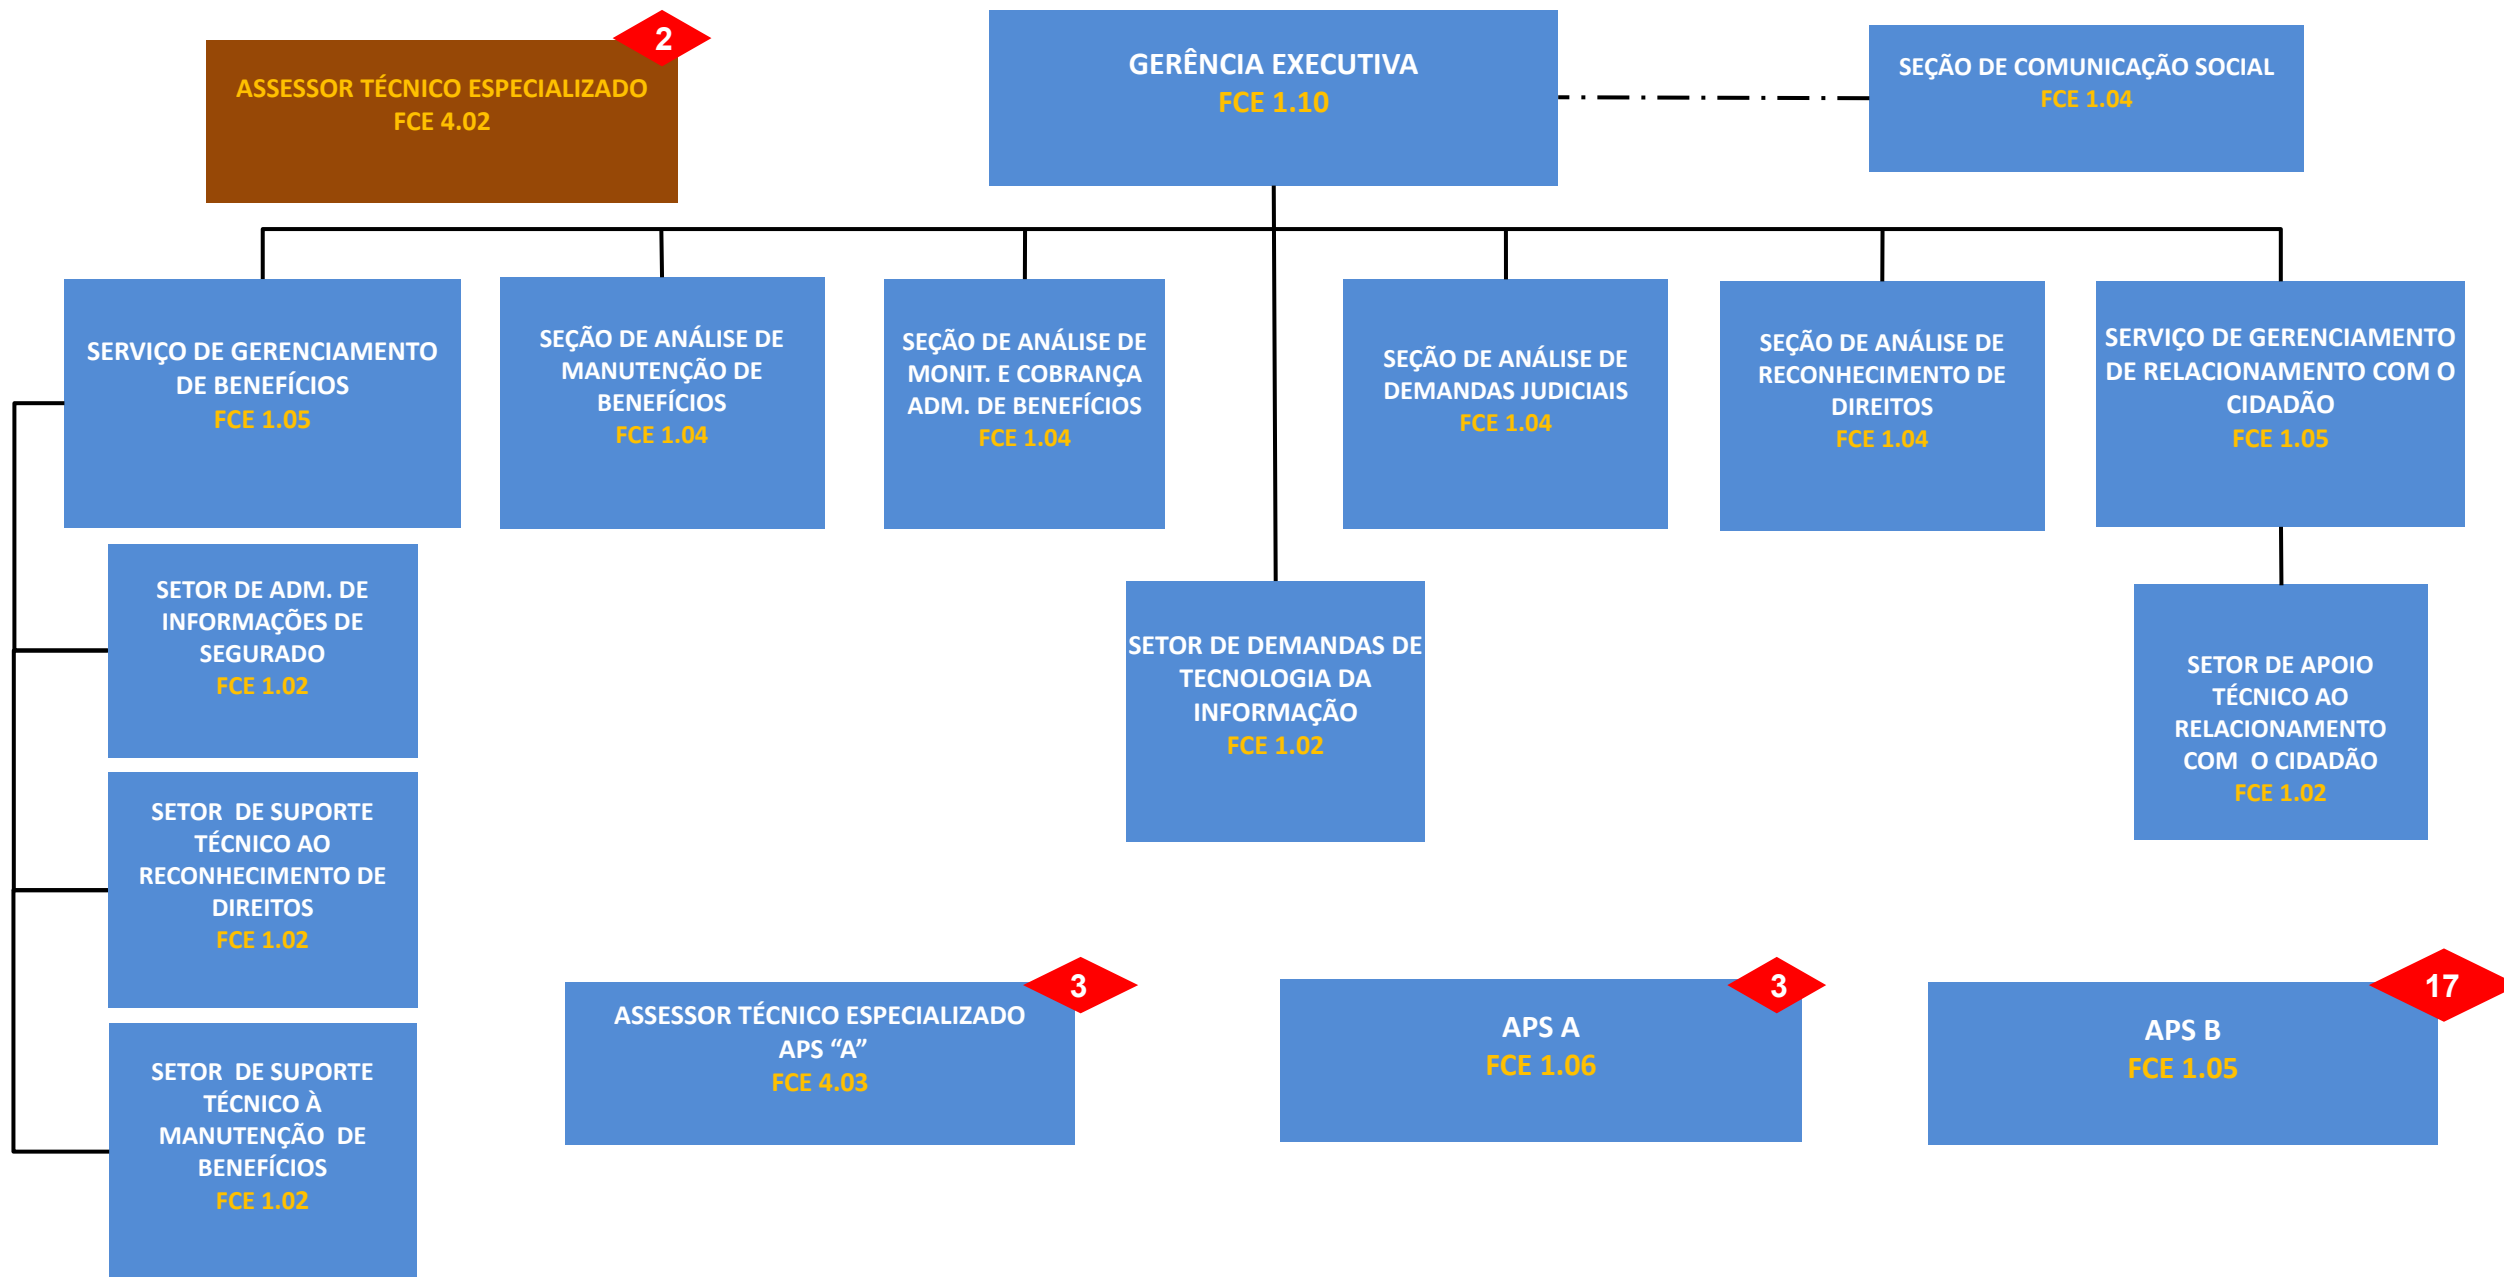 2
ASSESSOR TÉCNICO ESPECIALIZADO
FCE 4.02
GERÊNCIA EXECUTIVA
FCE 1.10
SEÇÃO DE COMUNICAÇÃO SOCIAL
FCE 1.04
SERVIÇO DE GERENCIAMENTO
DE BENEFÍCIOS
FCE 1.05
SEÇÃO DE ANÁLISE DE
MANUTENÇÃO DE
BENEFÍCIOS
FCE 1.04
SEÇÃO DE ANÁLISE DE
MONIT. E COBRANÇA
ADM. DE BENEFÍCIOS
FCE 1.04
SEÇÃO DE ANÁLISE DE
DEMANDAS JUDICIAIS
FCE 1.04
SEÇÃO DE ANÁLISE DE
RECONHECIMENTO DE
DIREITOS
FCE 1.04
SERVIÇO DE GERENCIAMENTO
DE RELACIONAMENTO COM O
CIDADÃO
FCE 1.05
SETOR DE ADM. DE
INFORMAÇÕES DE
SEGURADO
FCE 1.02
SETOR DE DEMANDAS DE
TECNOLOGIA DA
INFORMAÇÃO
FCE 1.02
SETOR DE APOIO
TÉCNICO AO
RELACIONAMENTO
COM O CIDADÃO
FCE 1.02
SETOR DE SUPORTE
TÉCNICO AO
RECONHECIMENTO DE
DIREITOS
FCE 1.02
SETOR DE SUPORTE
TÉCNICO À
MANUTENÇÃO DE
BENEFÍCIOS
FCE 1.02
3
ASSESSOR TÉCNICO ESPECIALIZADO
APS “A”
FCE 4.03
3
APS A
FCE 1.06
17
APS B
FCE 1.05